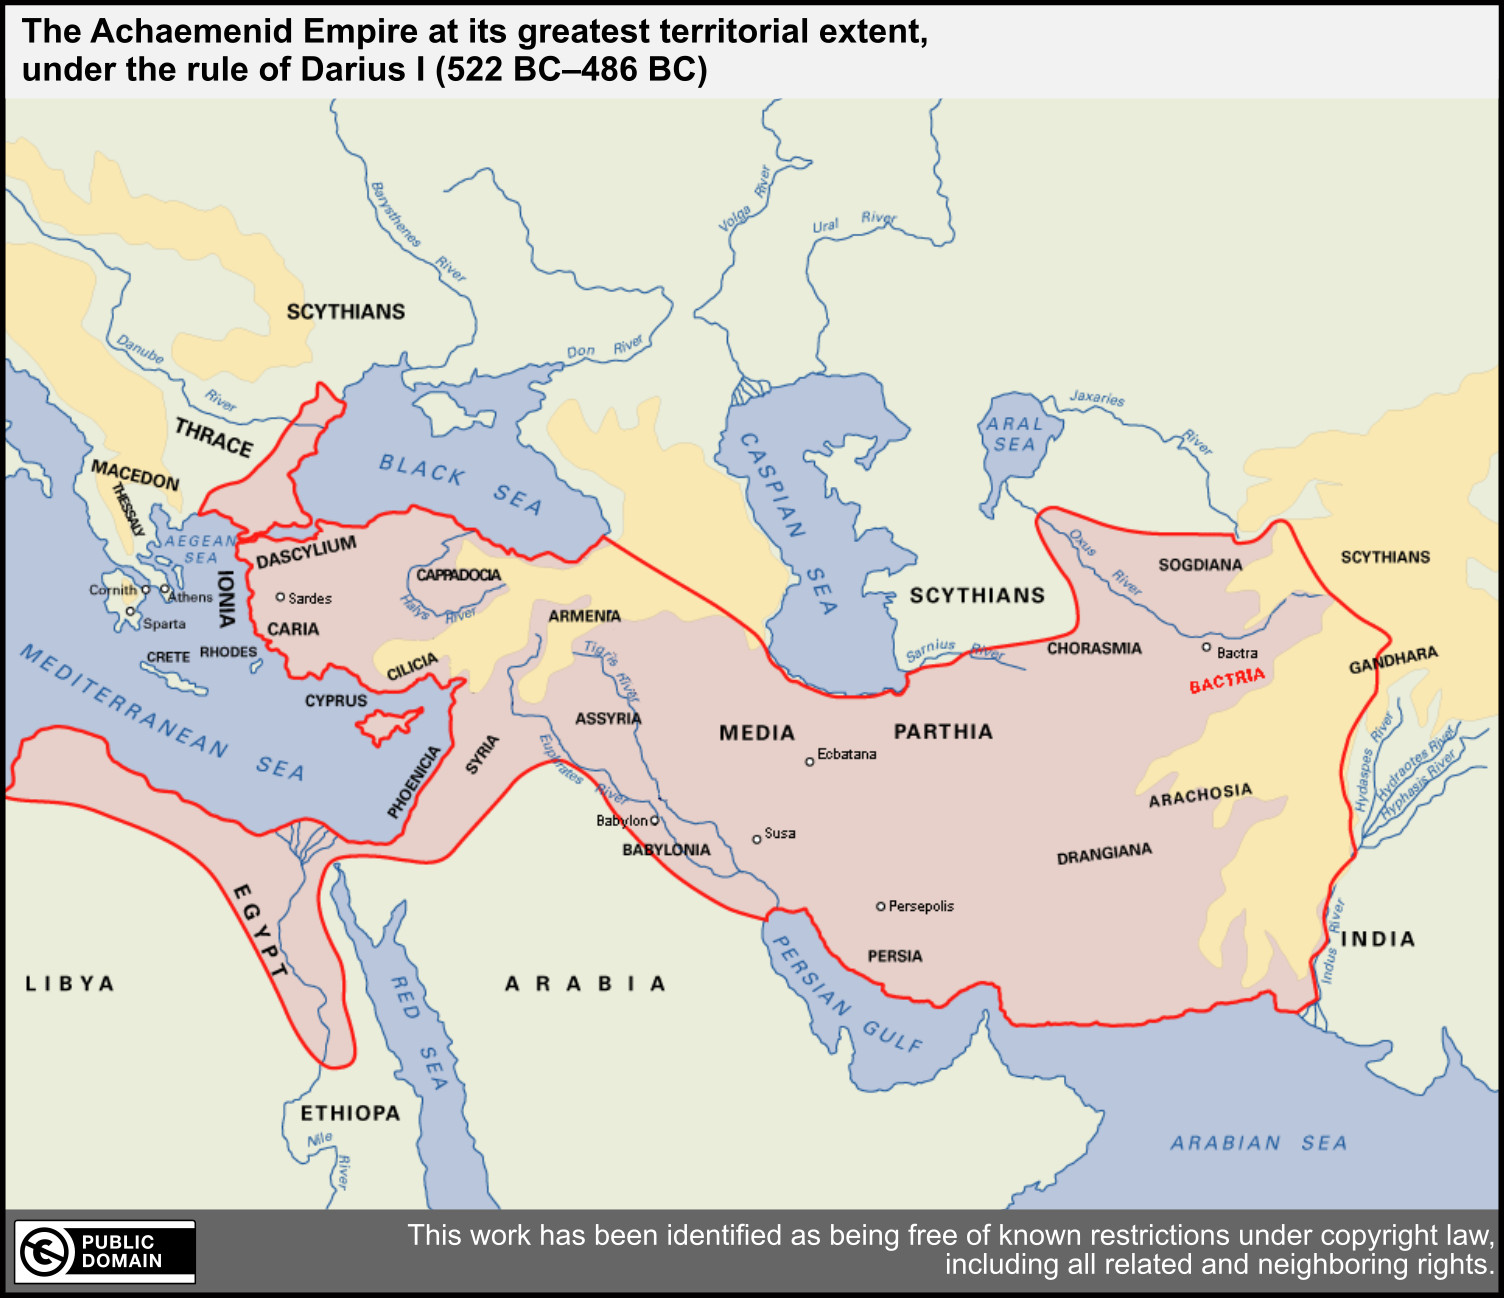 The Achaemenid Empire at its greatest territorial extent,
under the rule of Darius I (522 BC–486 BC)
Barysthenes River
Volga River
Ural River
SCYTHIANS
Danube River
Don River
THRACE
MACEDON
THESSALY
BLACK SEA
CASPIAN SEA
ARAL SEA
Jaxaries River
AEGEAN SEA
DASCYLIUM
IONIA
Sardes
CAPPADOCIA
Halys River
Cornith
Athens
Sparta
CARIA
ARMENIA
SCYTHIANS
Oxus River
SOGDIANA
SCYTHIANS
CRETE
RHODES
CILICIA
Tigris River
Sarnius River
CHORASMIA
Bactra
BACTRIA
GANDHARA
MEDITERRANEAN SEA
CYPRUS
ASSYRIA
MEDIA
PARTHIA
SYRIA
PHOENICIA
Euphrates River
Ecbatana
Hydaspes River
Hydraotes River
Hyphasis River
ARACHOSIA
Babylon
Susa
BABYLONIA
DRANGIANA
EGYPT
Persepolis
PERSIA
INDIA
Indus River
LIBYA
RED SEA
ARABIA
PERSIAN GULF
ETHIOPA
Nile River
ARABIAN SEA
PUBLIC
DOMAIN
This work has been identified as being free of known restrictions under copyright law,
including all related and neighboring rights.